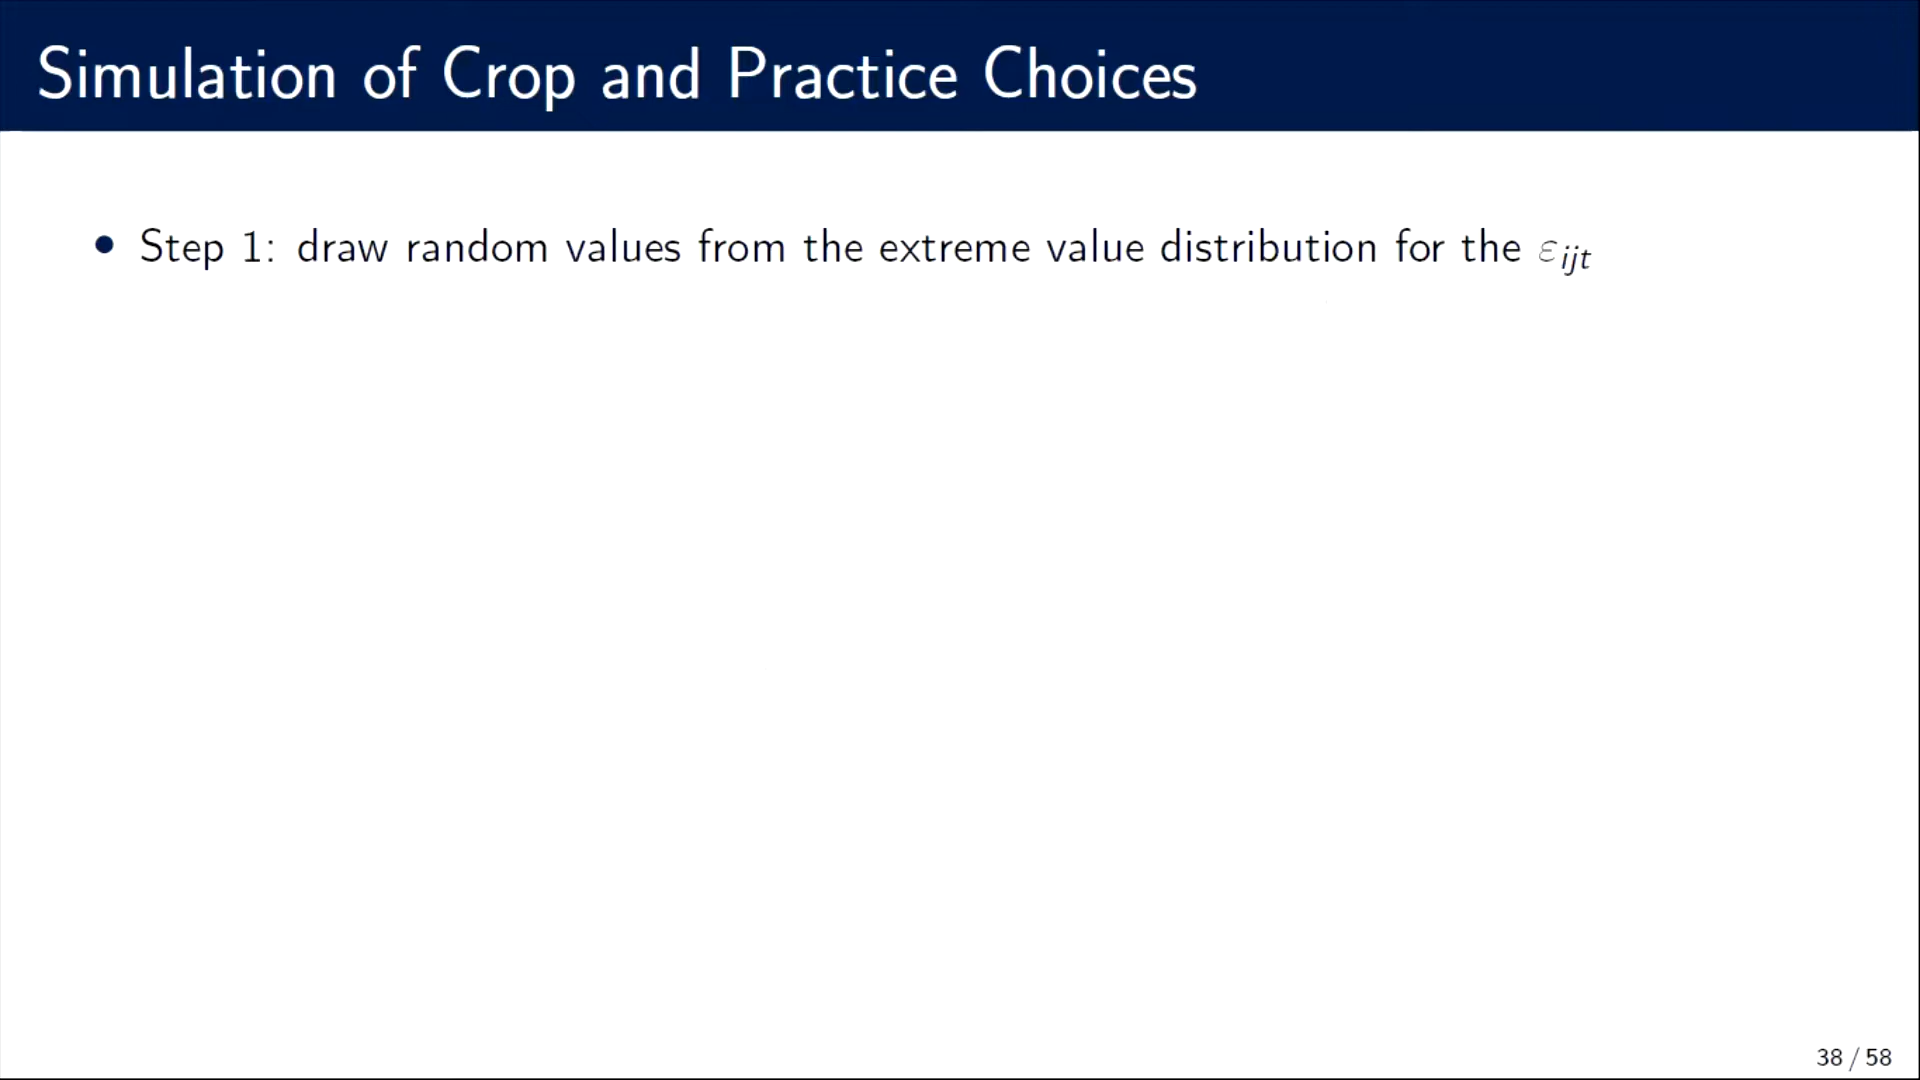 Simulation of Crop and Practice Choices
• Step 1: draw random values from the extreme value distribution for the εijt
38 / 58